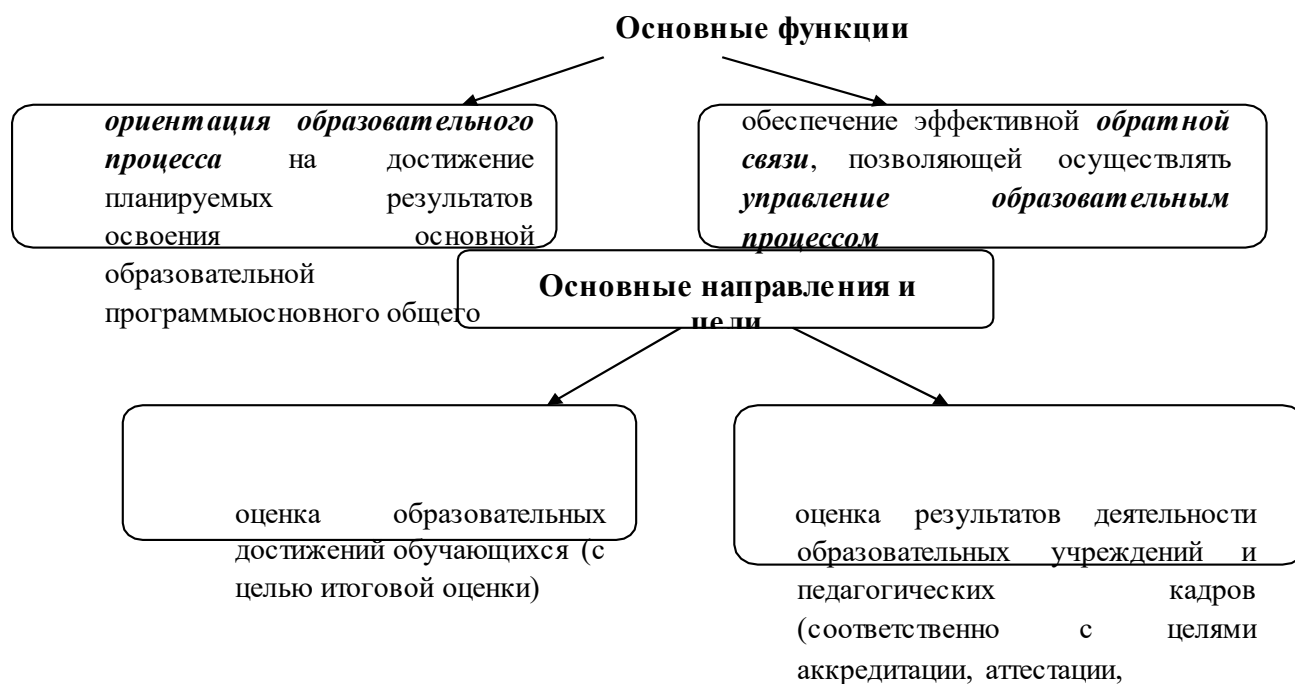 Основные функции
ориентация образовательного
процесса на достижение
планируемых результатов
освоения основной
образовательной
программыосновного общего
обеспечение эффективной обратной
связи, позволяющей осуществлять
управление образовательным
процессом
Основные направления и
цели
оценка образовательных
достижений обучающихся (с
целью итоговой оценки)
оценка результатов деятельности
образовательных учреждений и
педагогических кадров
(соответственно с целями
аккредитации, аттестации,